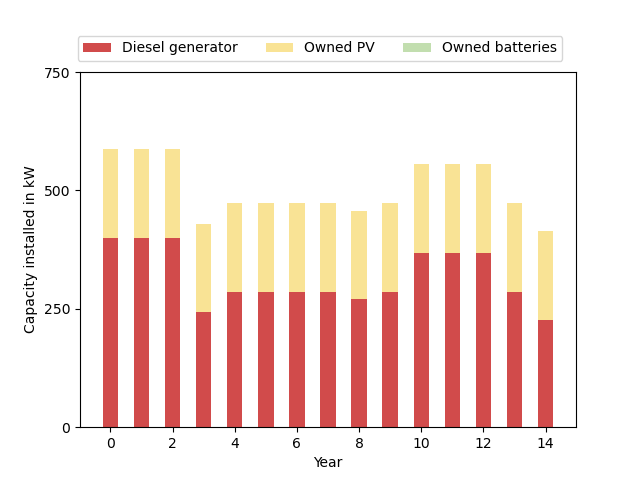 Diesel generator Owned PV Owned batteries
750
500
250
0
Capacity installed in kW
0 2 4 6 8 10 12 14
Year